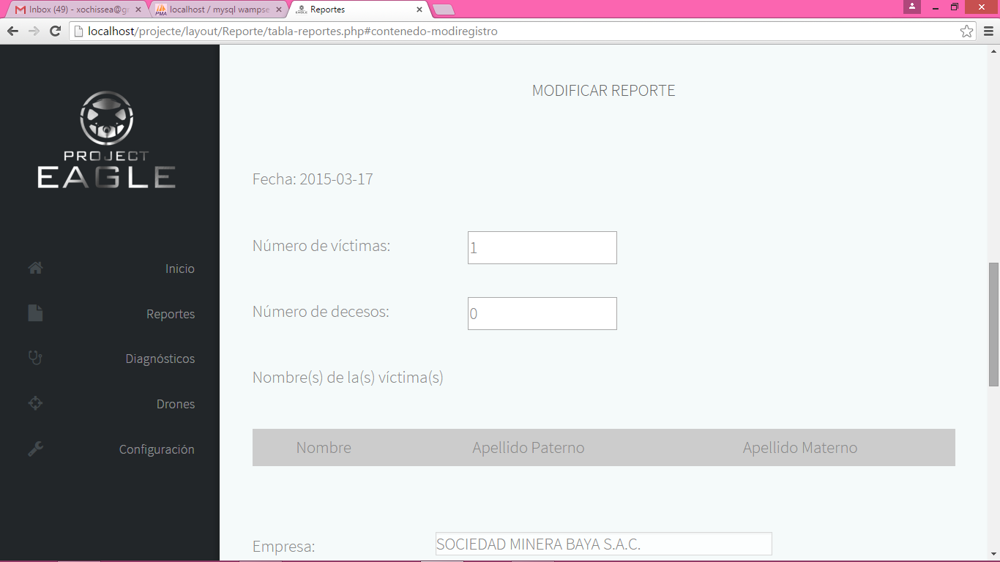 Inbox (49) - xochissea@gr
localhost / mysql wampse
Reportes
localhost/projecte/layout/Reporte/tabla-reportes.php#contenedo-modiregistro
PROJECT
EAGLE
Inicio
Reportes
Diagnósticos
Drones
Configuración
MODIFICAR REPORTE
Fecha: 2015-03-17
Número de víctimas: 1
Número de decesos: 0
Nombre(s) de la(s) víctima(s)
Nombre Apellido Paterno Apellido Materno
Empresa: SOCIEDAD MINERA BAYA S.A.C.